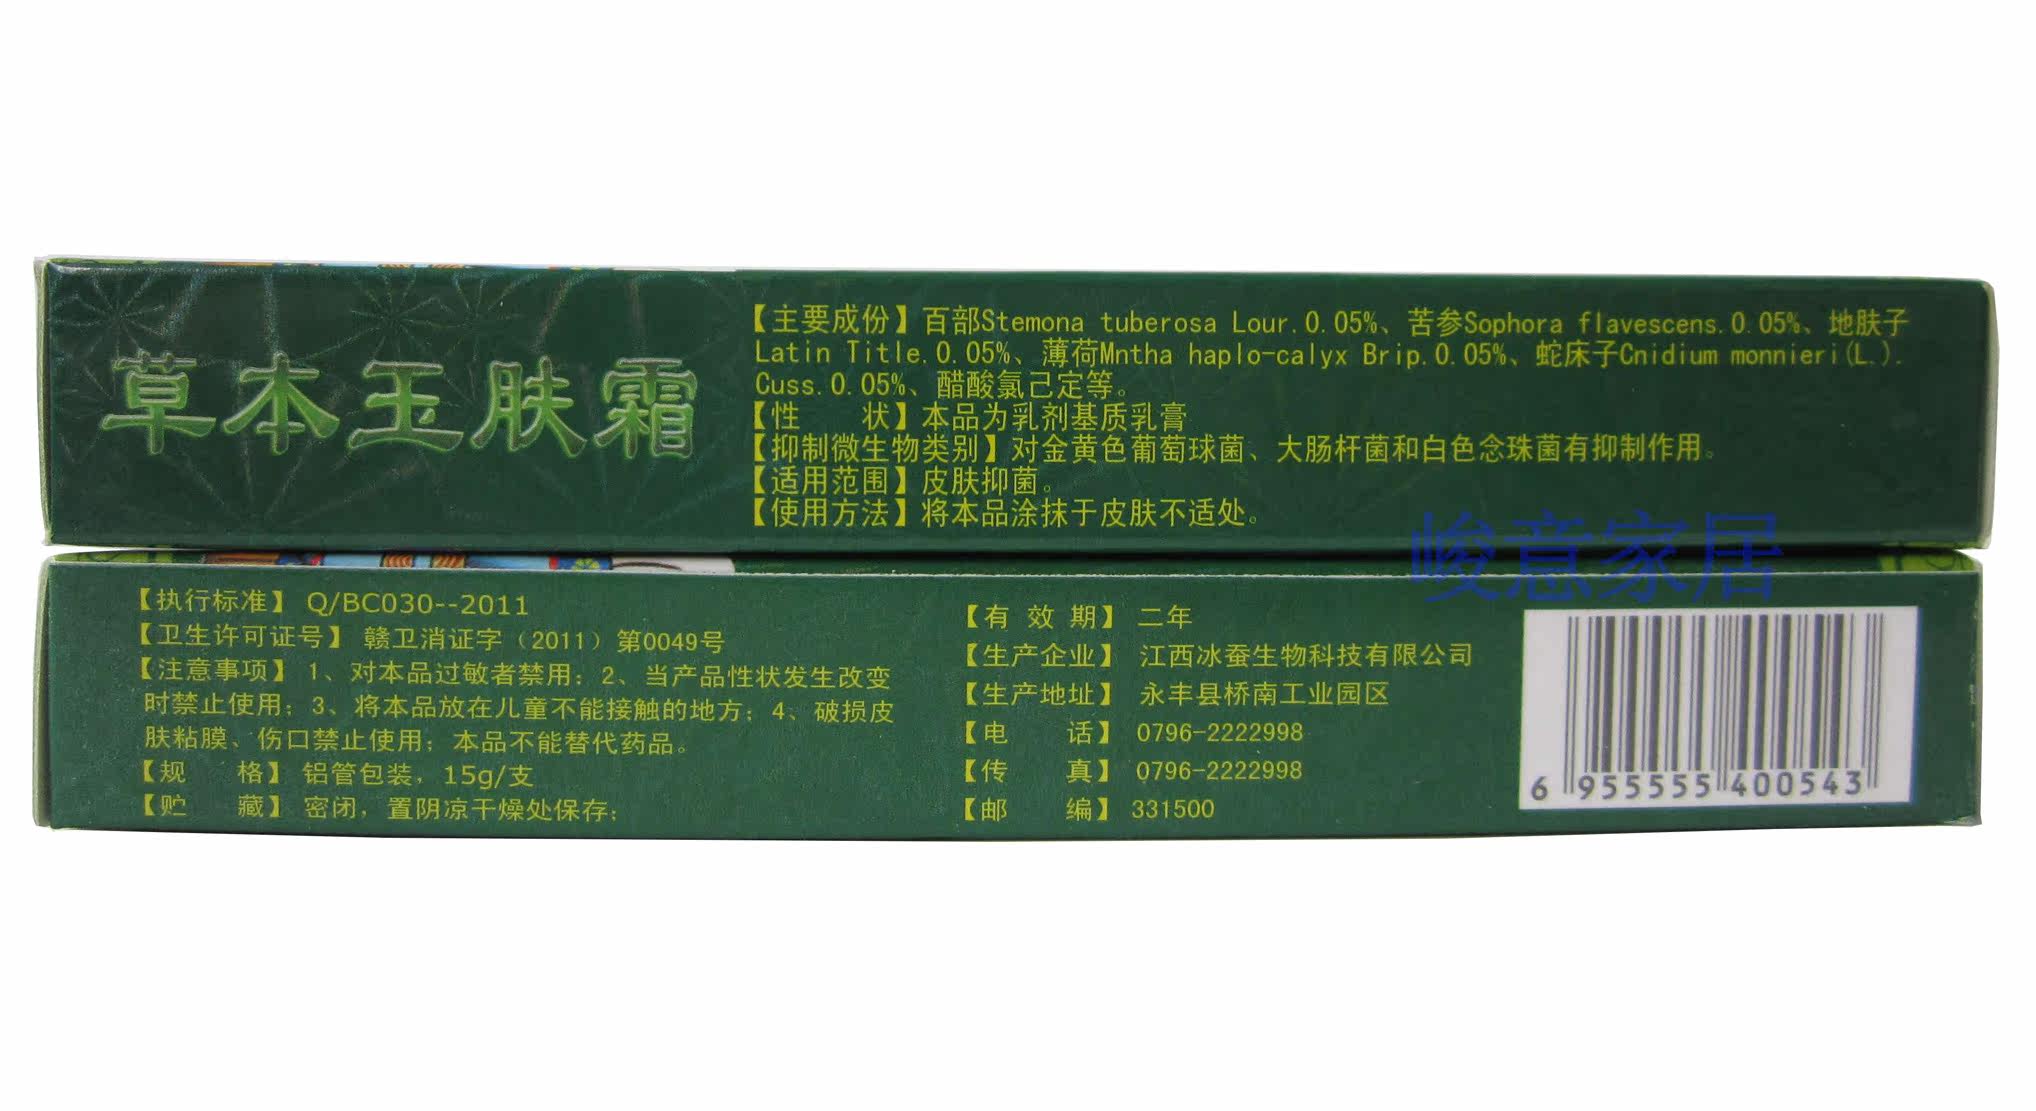 草本玉肤霜
【主要成份】百部Stemona tuberosa Lour.0.05%、苦参Sophora flavescens.0.05%、地肤子
Latin Title.0.05%、薄荷Mntha haplo-calyx Brip.0.05%、蛇床子Cnidium monnieri(L.).
Cuss.0.05%、醋酸氯己定等。
【性 状】本品为乳剂基质乳膏
【抑制微生物类别】对金黄色葡萄球菌、大肠杆菌和白色念珠菌有抑制作用。
【适用范围】皮肤抑菌。
【使用方法】将本品涂抹于皮肤不适处。
峻意家居
【执行标准】Q/BC030--2011
【卫生许可证号】赣卫消证字（2011）第0049号
【注意事项】1、对本品过敏者禁用；2、当产品性状发生改变
时禁止使用；3、将本品放在儿童不能接触的地方；4、破损皮
肤粘膜、伤口禁止使用；本品不能替代药品。
【规 格】铝管包装，15g/支
【贮 藏】密闭，置阴凉干燥处保存；
【有 效 期】二年
【生产企业】江西冰蚕生物科技有限公司
【生产地址】永丰县桥南工业园区
【电 话】0796-2222998
【传 真】0796-2222998
【邮 编】331500
6 955555 400543